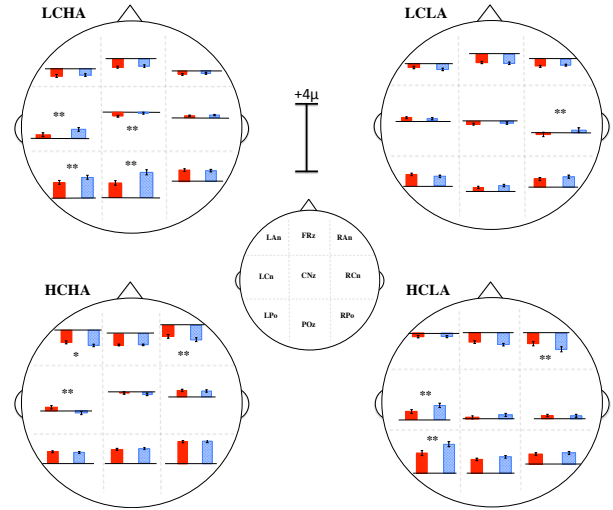 LCHA
LCLA
**
**
**
**
**
+4μ
LAn FRz RAn
LCn CNz RCn
LPo POz RPo
HCHA
HCLA
*
**
**
**
**
**